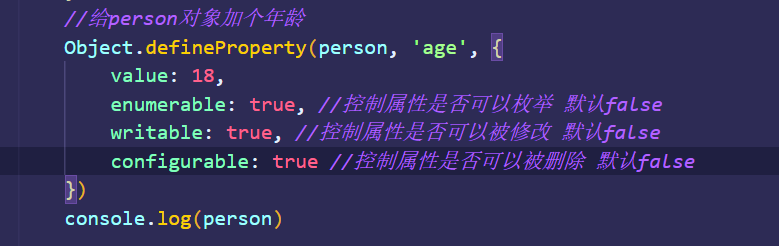 //给person对象加个年龄
Object.defineProperty(person, 'age', {
value: 18,
enumerable: true, //控制属性是否可以枚举 默认false
writable: true, //控制属性是否可以被修改 默认false
configurable: true //控制属性是否可以被删除 默认false
})
console.log(person)